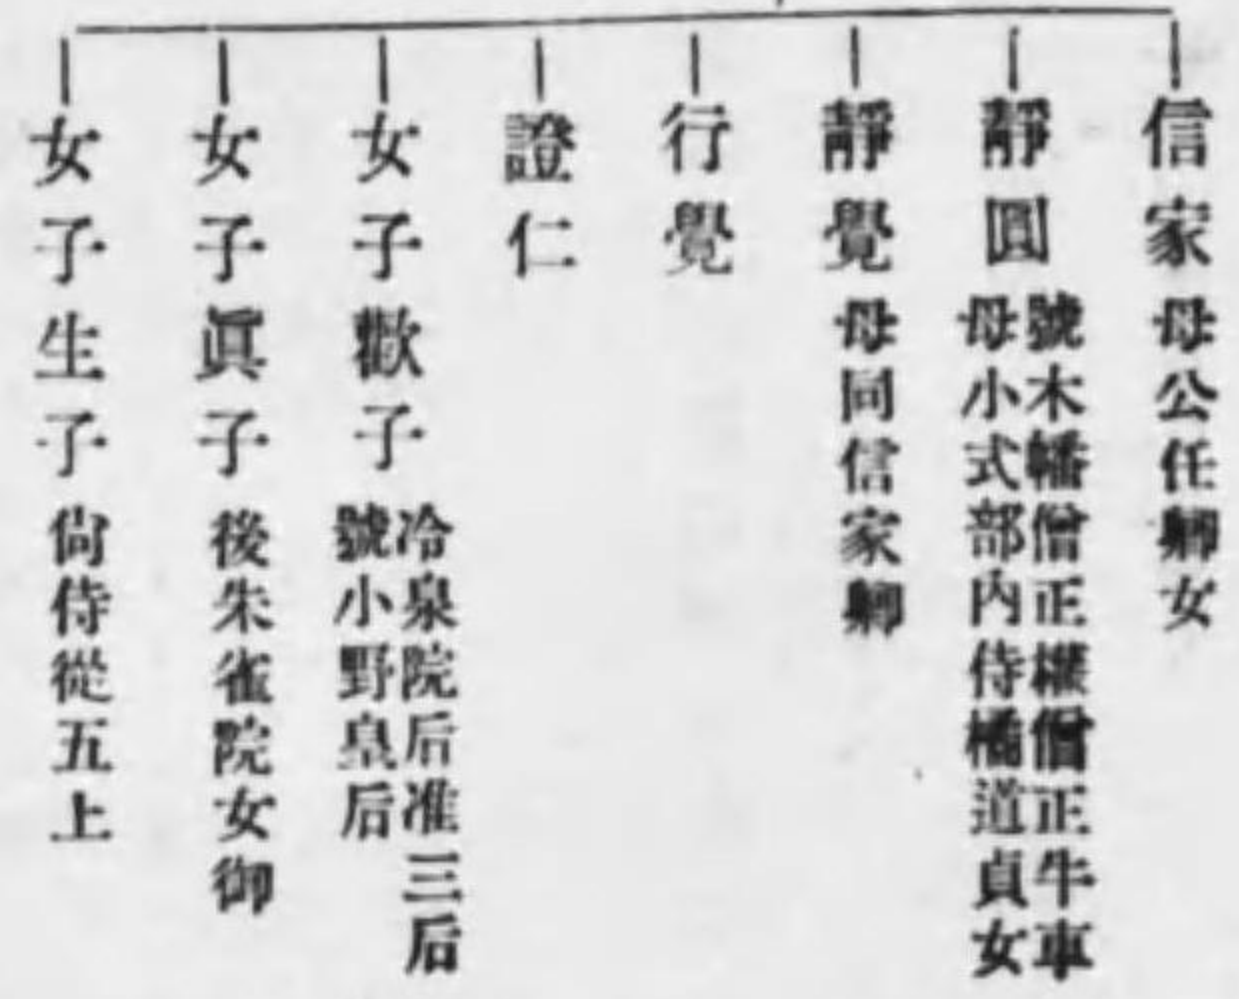 信家 母公任卿女
靜圓 號木幡僧正權僧正牛車
母小式部內侍橘道貞女
靜覺 母同信家卿
行覺
證仁
女子歡子 冷泉院后准三后
號小野皇后
女子眞子 後朱雀院女御
女子生子 尙侍從五上